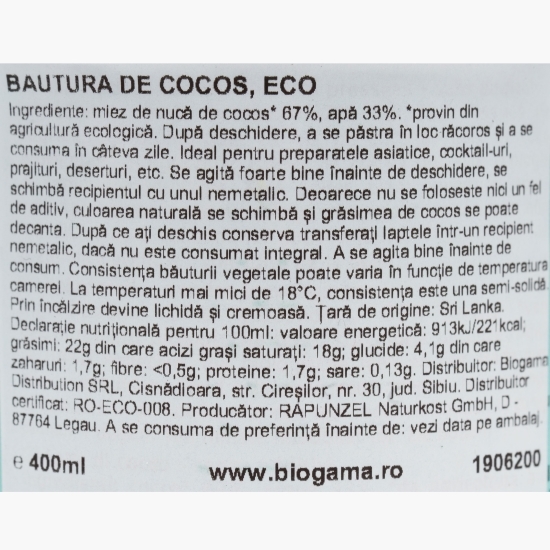 BAUTURA DE COCOS, ECO
Ingrediente: miez de nucă de cocos* 67%, apă 33%. *provin din
agricultură ecologică. După deschidere, a se păstra în loc răcoros și a se
consuma în câteva zile. Ideal pentru preparatele asiatice, cocktail-uri,
prajituri, deserturi, etc. Se agită foarte bine înainte de deschidere, se
schimbă recipientul cu unul nemetalic. Deoarece nu se foloseste nici un fel
de aditiv, culoarea naturală se schimbă și grăsimea de cocos se poate
decanta. După ce ați deschis conserva transferați laptele într-un recipient
nemetalic, dacă nu este consumat integral. A se agita bine înainte de
consum. Consistența băuturii vegetale poate varia în funcție de temperatura
camerei. La temperaturi mai mici de 18°C, consistența este una semi-solidă.
Prin încălzire devine lichidă și cremoasă. Țară de origine: Sri Lanka.
Declarație nutrițională pentru 100ml: valoare energetică: 913kJ/221kcal;
grăsimi: 22g din care acizi grași saturați: 18g; glucide: 4,1g din care
zaharuri: 1,7g; fibre: <0,5g; proteine: 1,7g; sare: 0,13g. Distribuitor: Biogama
Distribution SRL, Cisnădioara, str. Cireșilor, nr. 30, jud. Sibiu. Distribuitor
certificat: RO-ECO-008. Producător: RAPUNZEL Naturkost GmbH, D -
87764 Legau. A se consuma de preferință înainte de: vezi data pe ambalaj.
℮ 400ml www.biogama.ro 1906200